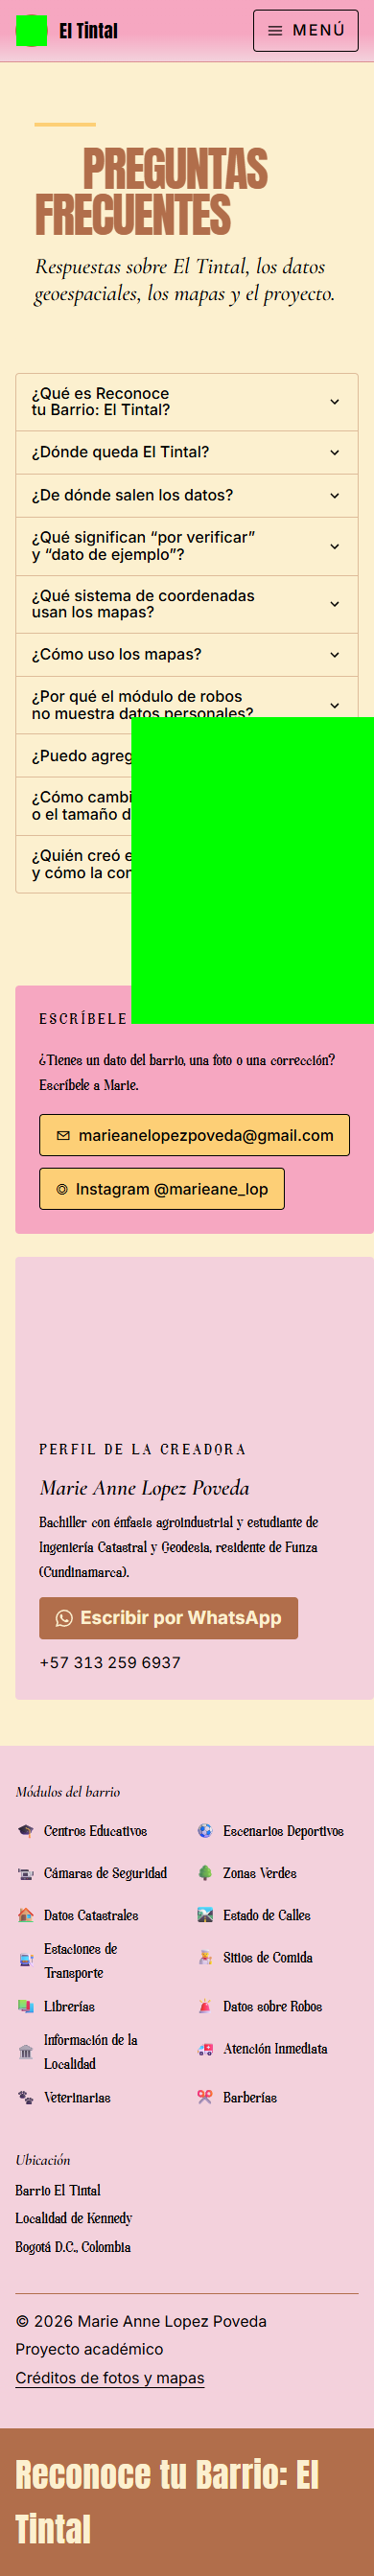 El Tintal
MENÚ
PREGUNTAS
FRECUENTES
Respuestas sobre El Tintal, los datos
geoespaciales, los mapas y el proyecto.
¿Qué es Reconoce
tu Barrio: El Tintal?
¿Dónde queda El Tintal?
¿De dónde salen los datos?
¿Qué significan “por verificar”
y “dato de ejemplo”?
¿Qué sistema de coordenadas
usan los mapas?
¿Cómo uso los mapas?
¿Por qué el módulo de robos
no muestra datos personales?
¿Puedo
¿Cómo
o el tamaño
¿Quién creó
y cómo la
ESCRÍBELE
¿Tienes un dato del barrio, una foto o una corrección?
Escríbele a Marie.
marieanelopezpoveda@gmail.com
Instagram @marieane_lop
PERFIL DE LA CREADORA
Marie Anne Lopez Poveda
Bachiller con énfasis agroindustrial y estudiante de
Ingeniería Catastral y Geodesia, residente de Funza
(Cundinamarca).
Escribir por WhatsApp
+57 313 259 6937
Módulos del barrio
Centros Educativos
Escenarios Deportivos
Cámaras de Seguridad
Zonas Verdes
Datos Catastrales
Estado de Calles
Estaciones de
Transporte
Sitios de Comida
Librerías
Datos sobre Robos
Información de la
Localidad
Atención Inmediata
Veterinarias
Barberías
Ubicación
Barrio El Tintal
Localidad de Kennedy
Bogotá D.C., Colombia
© 2026 Marie Anne Lopez Poveda
Proyecto académico
Créditos de fotos y mapas
Reconoce tu Barrio: El
Tintal